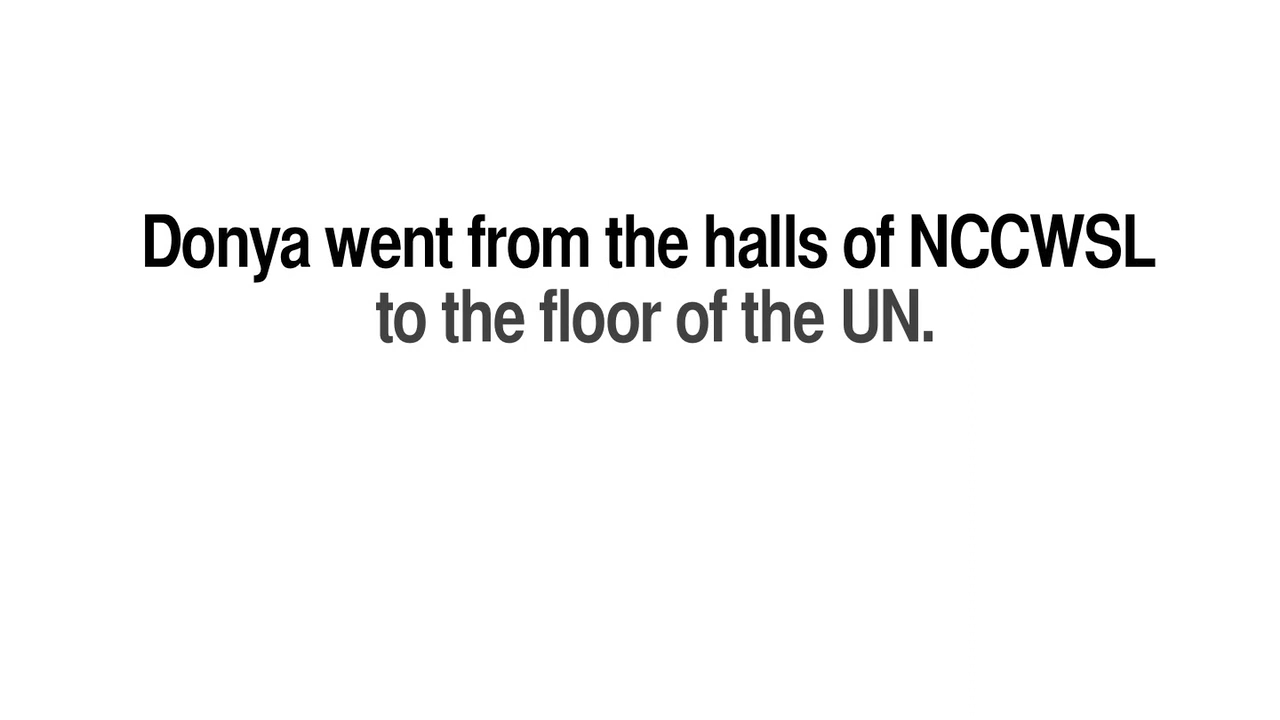 Donya went from the halls of NCCWSL
to the floor of the UN.